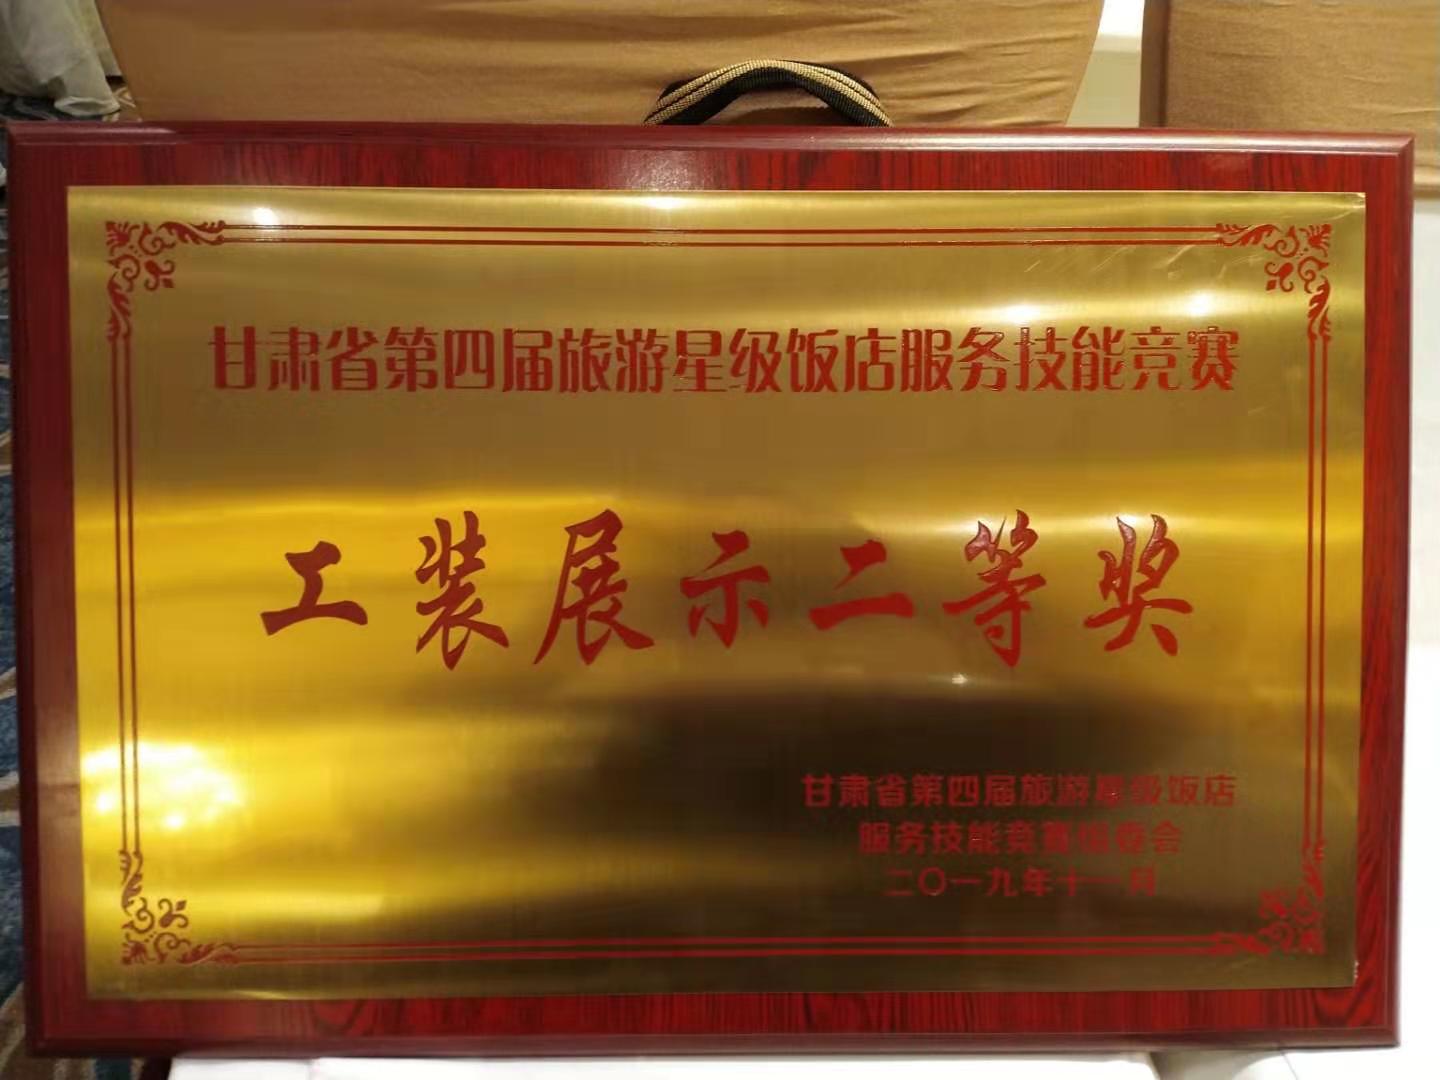 甘肃省第四届旅游星级饭店服务技能竞赛
工装展示二等奖
甘肃省第四届旅游星级饭店
服务技能竞赛组委会
二〇一九年十一月